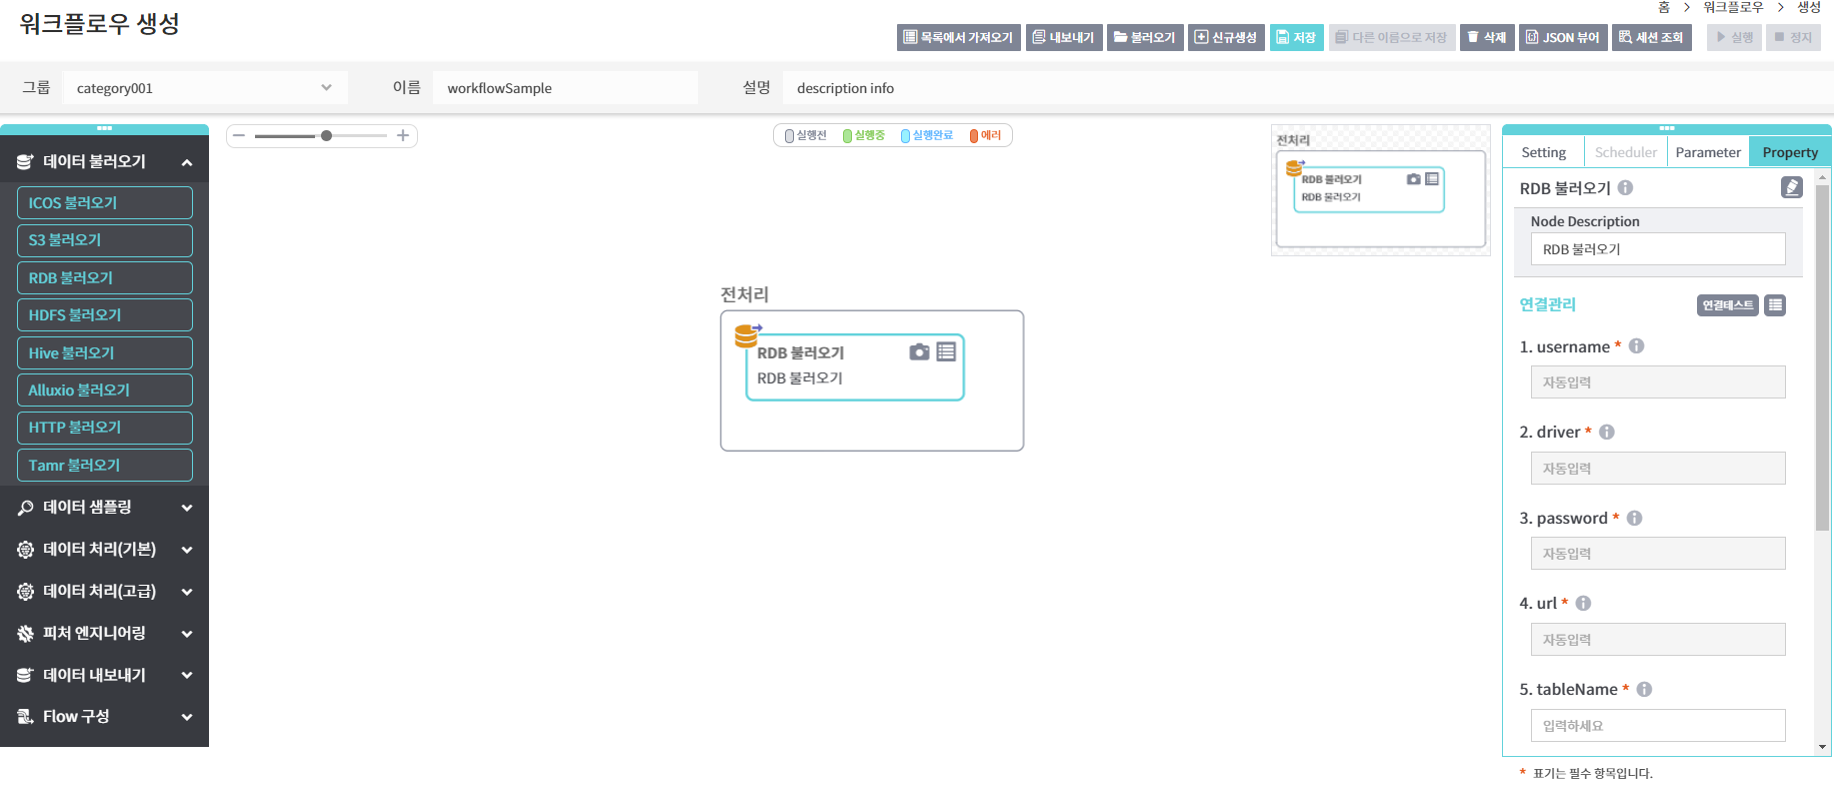 워크플로우 생성
홈 > 워크플로우 > 생성
목록에서 가져오기 내보내기 불러오기 신규생성 저장 다른 이름으로 저장 삭제 JSON 뷰어 세션 조회 실행 정지
그룹 category001 이름 workflowSample 설명 description info
데이터 불러오기
ICOS 불러오기
S3 불러오기
RDB 불러오기
HDFS 불러오기
Hive 불러오기
Alluxio 불러오기
HTTP 불러오기
Tamr 불러오기
데이터 샘플링
데이터 처리(기본)
데이터 처리(고급)
피처 엔지니어링
데이터 내보내기
Flow 구성
실행전 실행중 실행완료 에러
전처리
RDB 불러오기
RDB 불러오기
전처리
RDB 불러오기
RDB 불러오기
Setting Scheduler Parameter Property
RDB 불러오기
Node Description
RDB 불러오기
연결관리 연결테스트
1. username *
자동입력
2. driver *
자동입력
3. password *
자동입력
4. url *
자동입력
5. tableName *
입력하세요
* 표기는 필수 항목입니다.